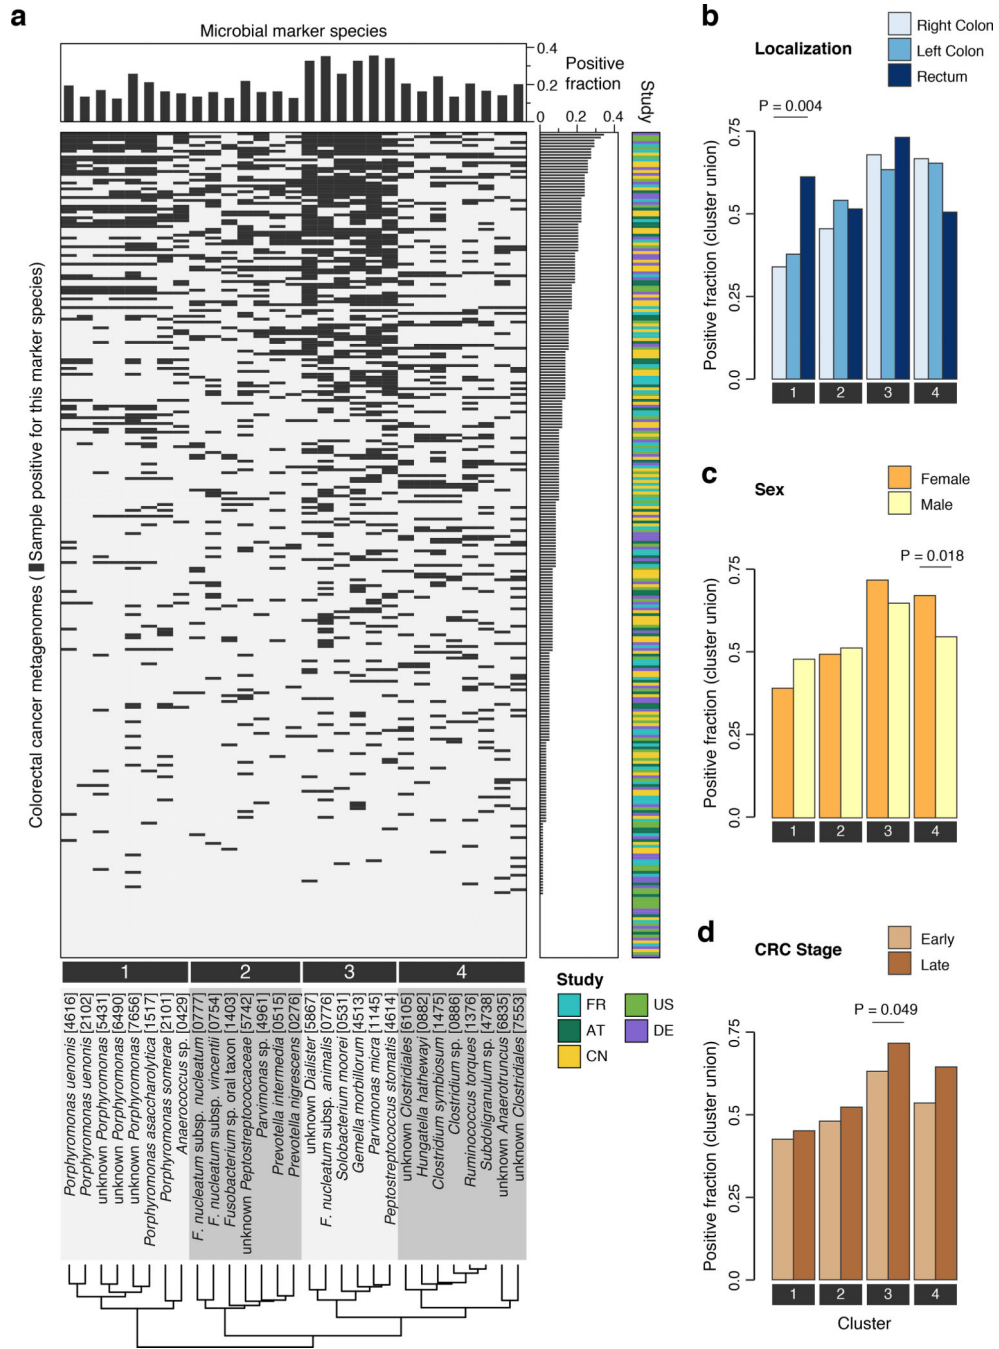 a
Microbial marker species
0.4
0.2
0
Positive
fraction
0
0.2
0.4
Study
Colorectal cancer metagenomes ( Sample positive for this marker species)
1
2
3
4
Porphyromonas uenonis [4616]
Porphyromonas uenonis [2102]
unknown Porphyromonas [5431]
unknown Porphyromonas [6490]
unknown Porphyromonas [7656]
Porphyromonas asaccharolytica [1517]
Porphyromonas somerae [2101]
Anaerococcus sp. [0429]
F. nucleatum subsp. nucleatum [0777]
F. nucleatum subsp. vincentii [0754]
Fusobacterium sp. oral taxon [1403]
unknown Peptostreptococcaceae [5742]
Parvimonas sp. [4961]
Prevotella intermedia [0515]
Prevotella nigrescens [0276]
unknown Dialister [5867]
F. nucleatum subsp. animalis [0776]
Solobacterium moorei [0531]
Gemella morbillorum [4513]
Parvimonas micra [1145]
Peptostreptococcus stomatis [4614]
unknown Clostridiales [6105]
Hungatella hathewayi [0882]
Clostridium symbiosum [1475]
Clostridium sp. [0886]
Ruminococcus torques [1376]
Subdoligranulum sp. [4738]
unknown Anaerotruncus [6835]
unknown Clostridiales [7553]
Study
FR
US
AT
DE
CN
b
Localization
Right Colon
Left Colon
Rectum
P = 0.004
Positive fraction (cluster union)
0.75
0.5
0.25
0.0
1
2
3
4
c
Sex
Female
Male
P = 0.018
Positive fraction (cluster union)
0.75
0.5
0.25
0.0
1
2
3
4
d
CRC Stage
Early
Late
P = 0.049
Positive fraction (cluster union)
0.75
0.5
0.25
0.0
1
2
3
4
Cluster